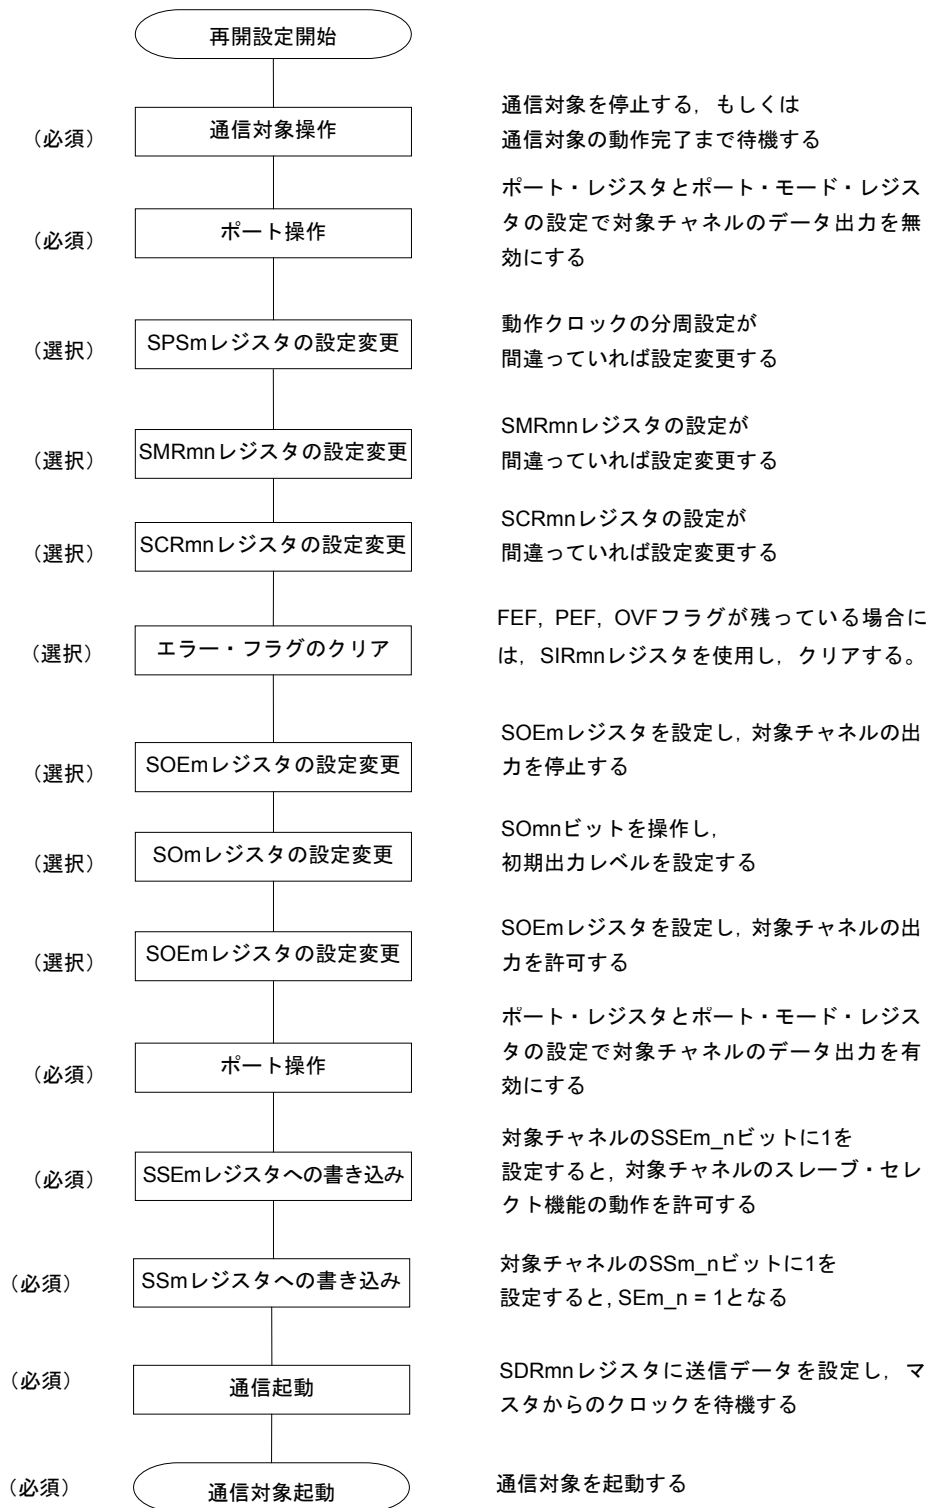 再開設定開始
（必須）
通信対象操作
通信対象を停止する，もしくは
通信対象の動作完了まで待機する
（必須）
ポート操作
ポート・レジスタとポート・モード・レジス
タの設定で対象チャネルのデータ出力を無
効にする
（選択）
SPSmレジスタの設定変更
動作クロックの分周設定が
間違っていれば設定変更する
（選択）
SMRmnレジスタの設定変更
SMRmnレジスタの設定が
間違っていれば設定変更する
（選択）
SCRmnレジスタの設定変更
SCRmnレジスタの設定が
間違っていれば設定変更する
（選択）
エラー・フラグのクリア
FEF, PEF, OVFフラグが残っている場合に
は，SIRmnレジスタを使用し，クリアする。
（選択）
SOEmレジスタの設定変更
SOEmレジスタを設定し，対象チャネルの出
力を停止する
（選択）
SOmレジスタの設定変更
SOmnビットを操作し，
初期出力レベルを設定する
（選択）
SOEmレジスタの設定変更
SOEmレジスタを設定し，対象チャネルの出
力を許可する
（必須）
ポート操作
ポート・レジスタとポート・モード・レジス
タの設定で対象チャネルのデータ出力を有
効にする
（必須）
SSEmレジスタへの書き込み
対象チャネルのSSEm_nビットに1を
設定すると，対象チャネルのスレーブ・セレ
クト機能の動作を許可する
（必須）
SSmレジスタへの書き込み
対象チャネルのSSm_nビットに1を
設定すると，SEm_n = 1となる
（必須）
通信起動
SDRmnレジスタに送信データを設定し，マ
スタからのクロックを待機する
（必須）
通信対象起動
通信対象を起動する